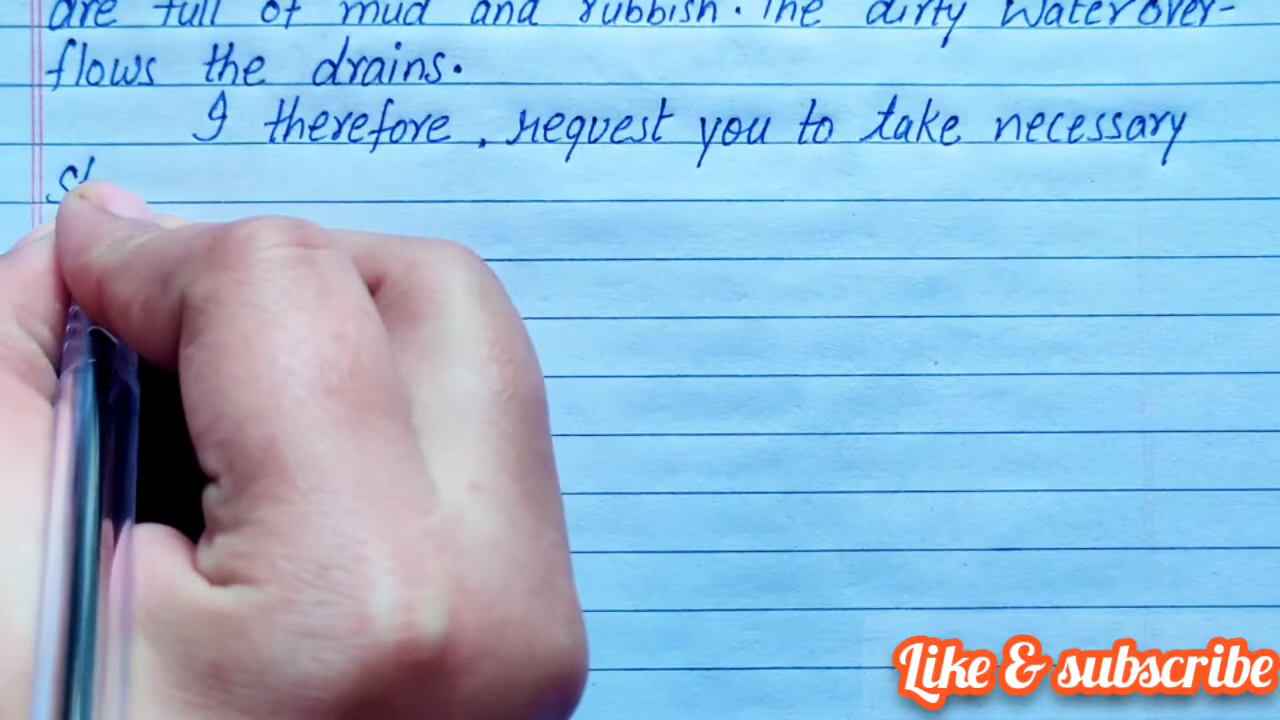 are full of mud and rubbish. The dirty water over-
flows the drains.
I therefore, request you to take necessary
st
Like & subscribe